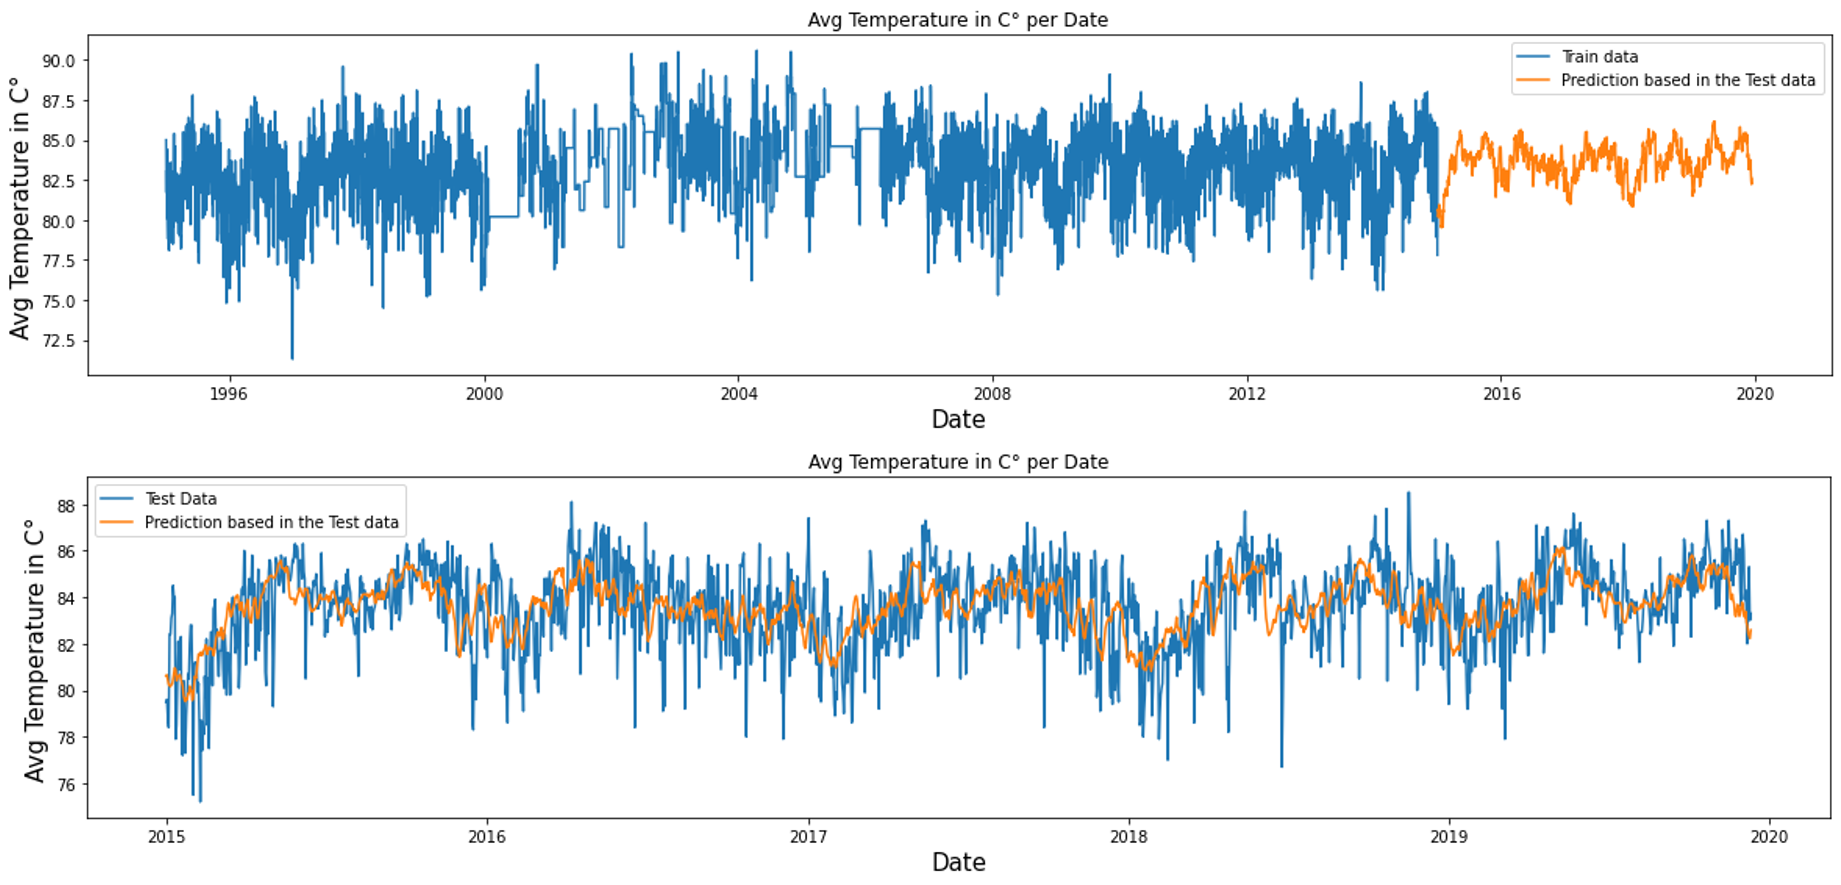 Avg Temperature in C° per Date
Avg Temperature in C°
90.0
87.5
85.0
82.5
80.0
77.5
75.0
72.5
Train data
Prediction based in the Test data
1996 2000 2004 2008 2012 2016 2020
Date
Avg Temperature in C° per Date
Avg Temperature in C°
88
86
84
82
80
78
76
Test Data
Prediction based in the Test data
2015 2016 2017 2018 2019 2020
Date